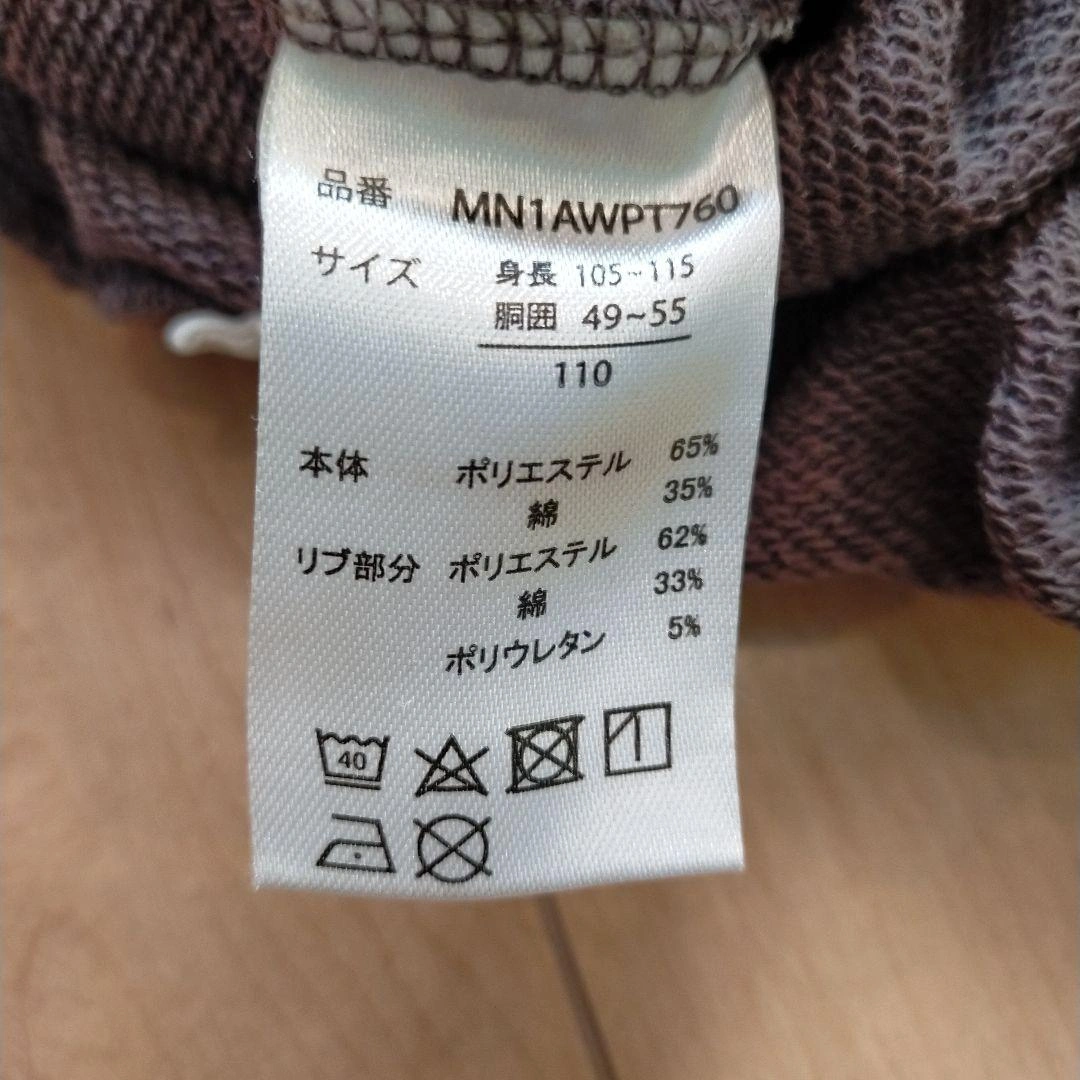 品番 MN1AWPT760
サイズ 身長 105~115
胴囲 49~55
110
本体 ポリエステル 65%
綿 35%
リブ部分 ポリエステル 62%
綿 33%
ポリウレタン 5%
40